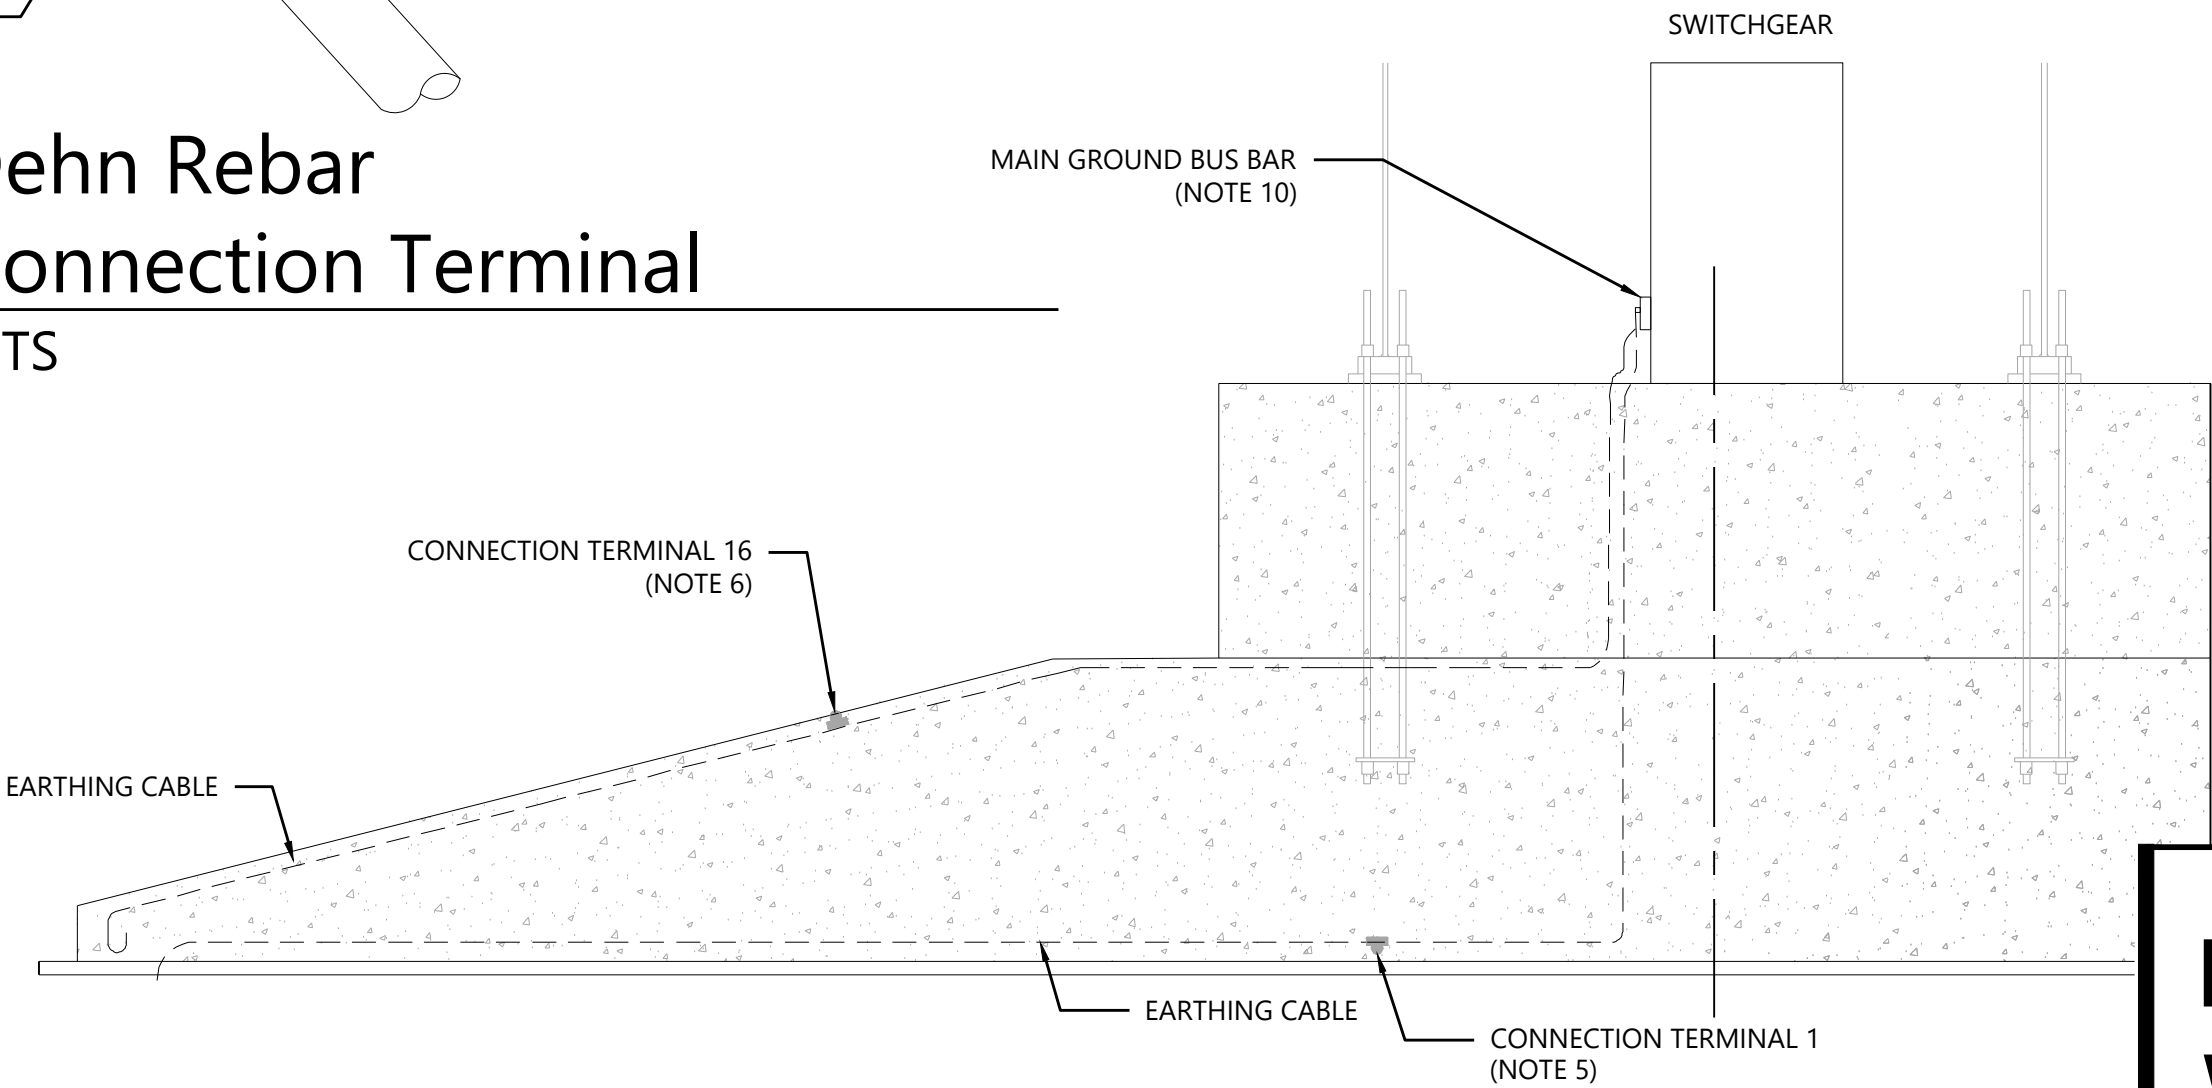 SWITCHGEAR
MAIN GROUND BUS BAR
(NOTE 10)
ehn Rebar
onnection Terminal
TS
CONNECTION TERMINAL 16
(NOTE 6)
EARTHING CABLE
EARTHING CABLE
CONNECTION TERMINAL 1
(NOTE 5)